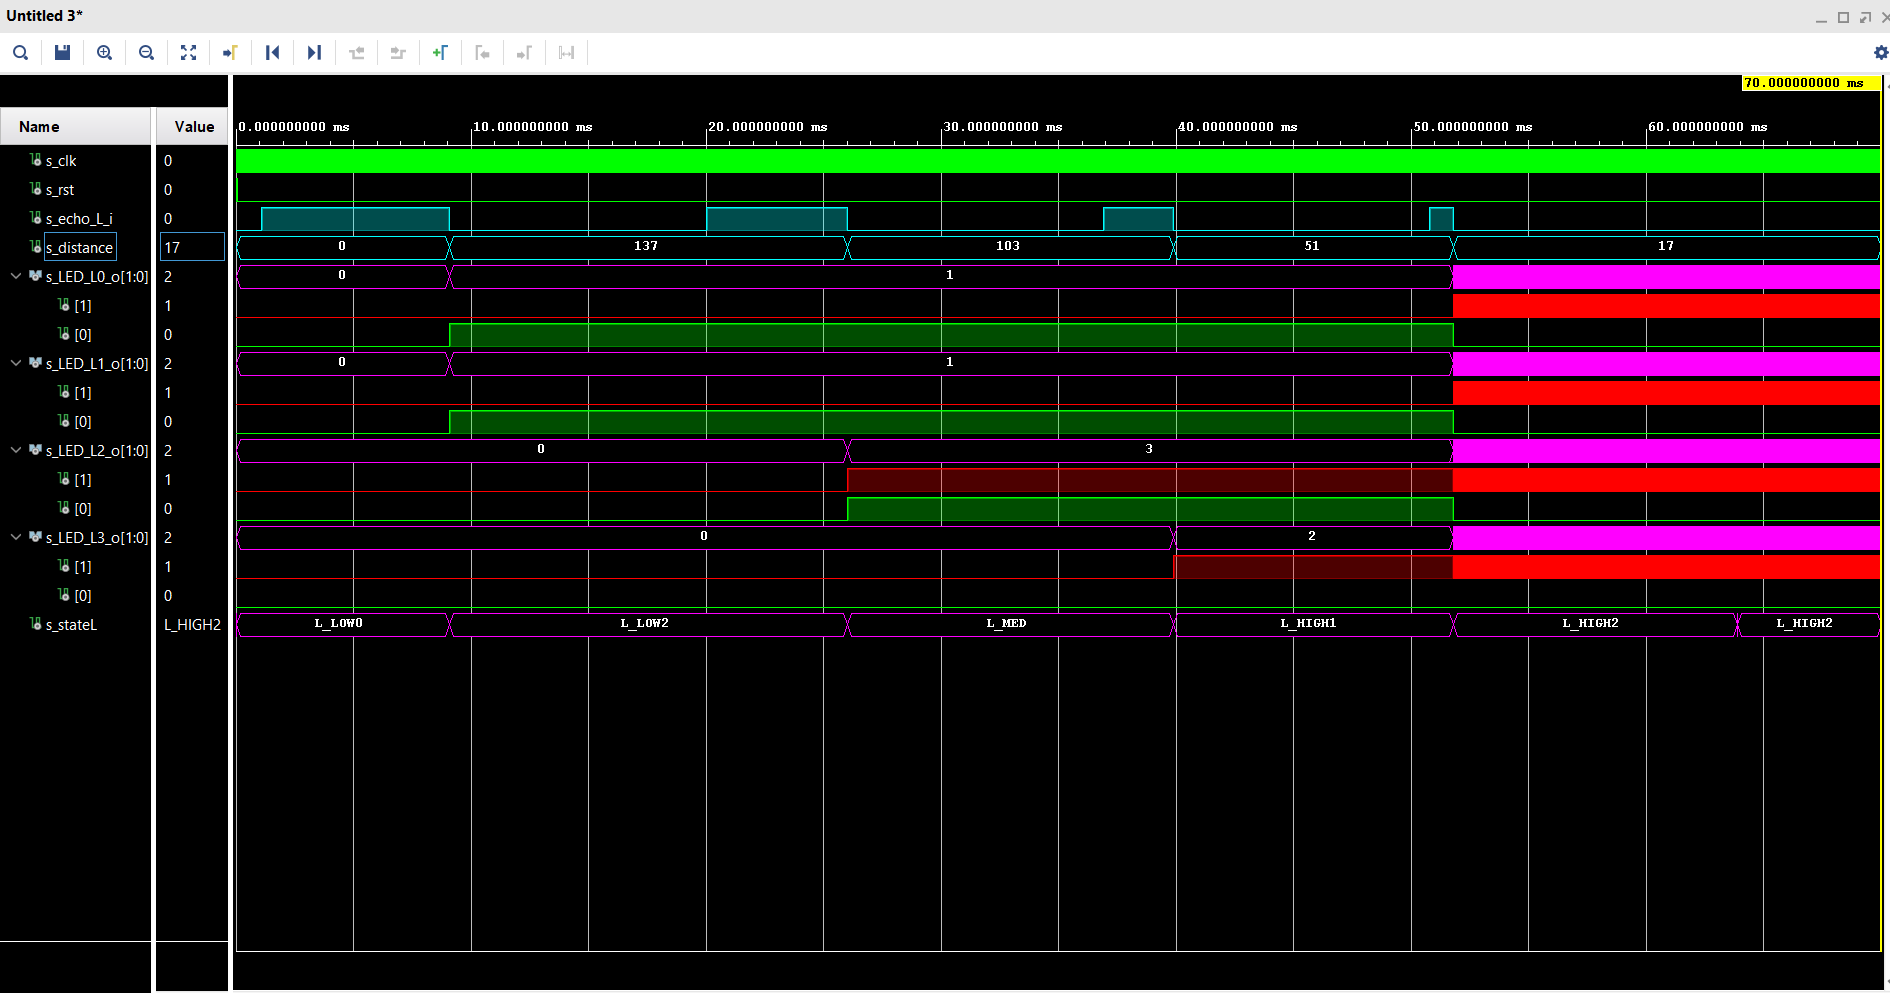 Untitled 3*
70.000000000 ms
Name Value
0.000000000 ms 10.000000000 ms 20.000000000 ms 30.000000000 ms 40.000000000 ms 50.000000000 ms 60.000000000 ms
s_clk 0
s_rst 0
s_echo_L_i 0
s_distance 17 0 137 103 51 17
s_LED_L0_o[1:0] 2 0 1
[1] 1
[0] 0
s_LED_L1_o[1:0] 2 0 1
[1] 1
[0] 0
s_LED_L2_o[1:0] 2 0 3
[1] 1
[0] 0
s_LED_L3_o[1:0] 2 0 2
[1] 1
[0] 0
s_stateL L_HIGH2 L_LOW0 L_LOW2 L_MED L_HIGH1 L_HIGH2 L_HIGH2